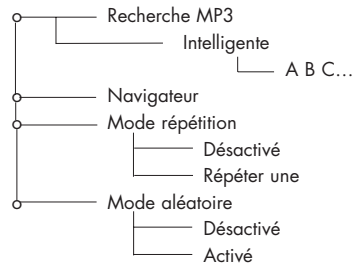 Recherche MP3
Intelligente
A B C...
Navigateur
Mode répétition
Désactivé
Répéter une
Mode aléatoire
Désactivé
Activé